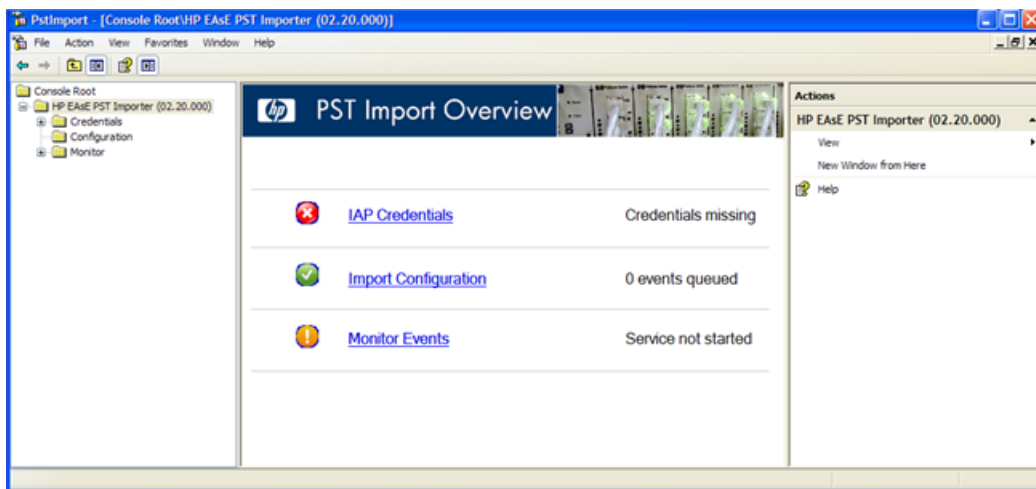 PstImport - [Console Root\HP EAsE PST Importer (02.20.000)]
File Action View Favorites Window Help
Console Root
HP EAsE PST Importer (02.20.000)
Credentials
Configuration
Monitor
hp PST Import Overview
IAP Credentials Credentials missing
Import Configuration 0 events queued
Monitor Events Service not started
Actions
HP EAsE PST Importer (02.20.000)
View
New Window from Here
Help